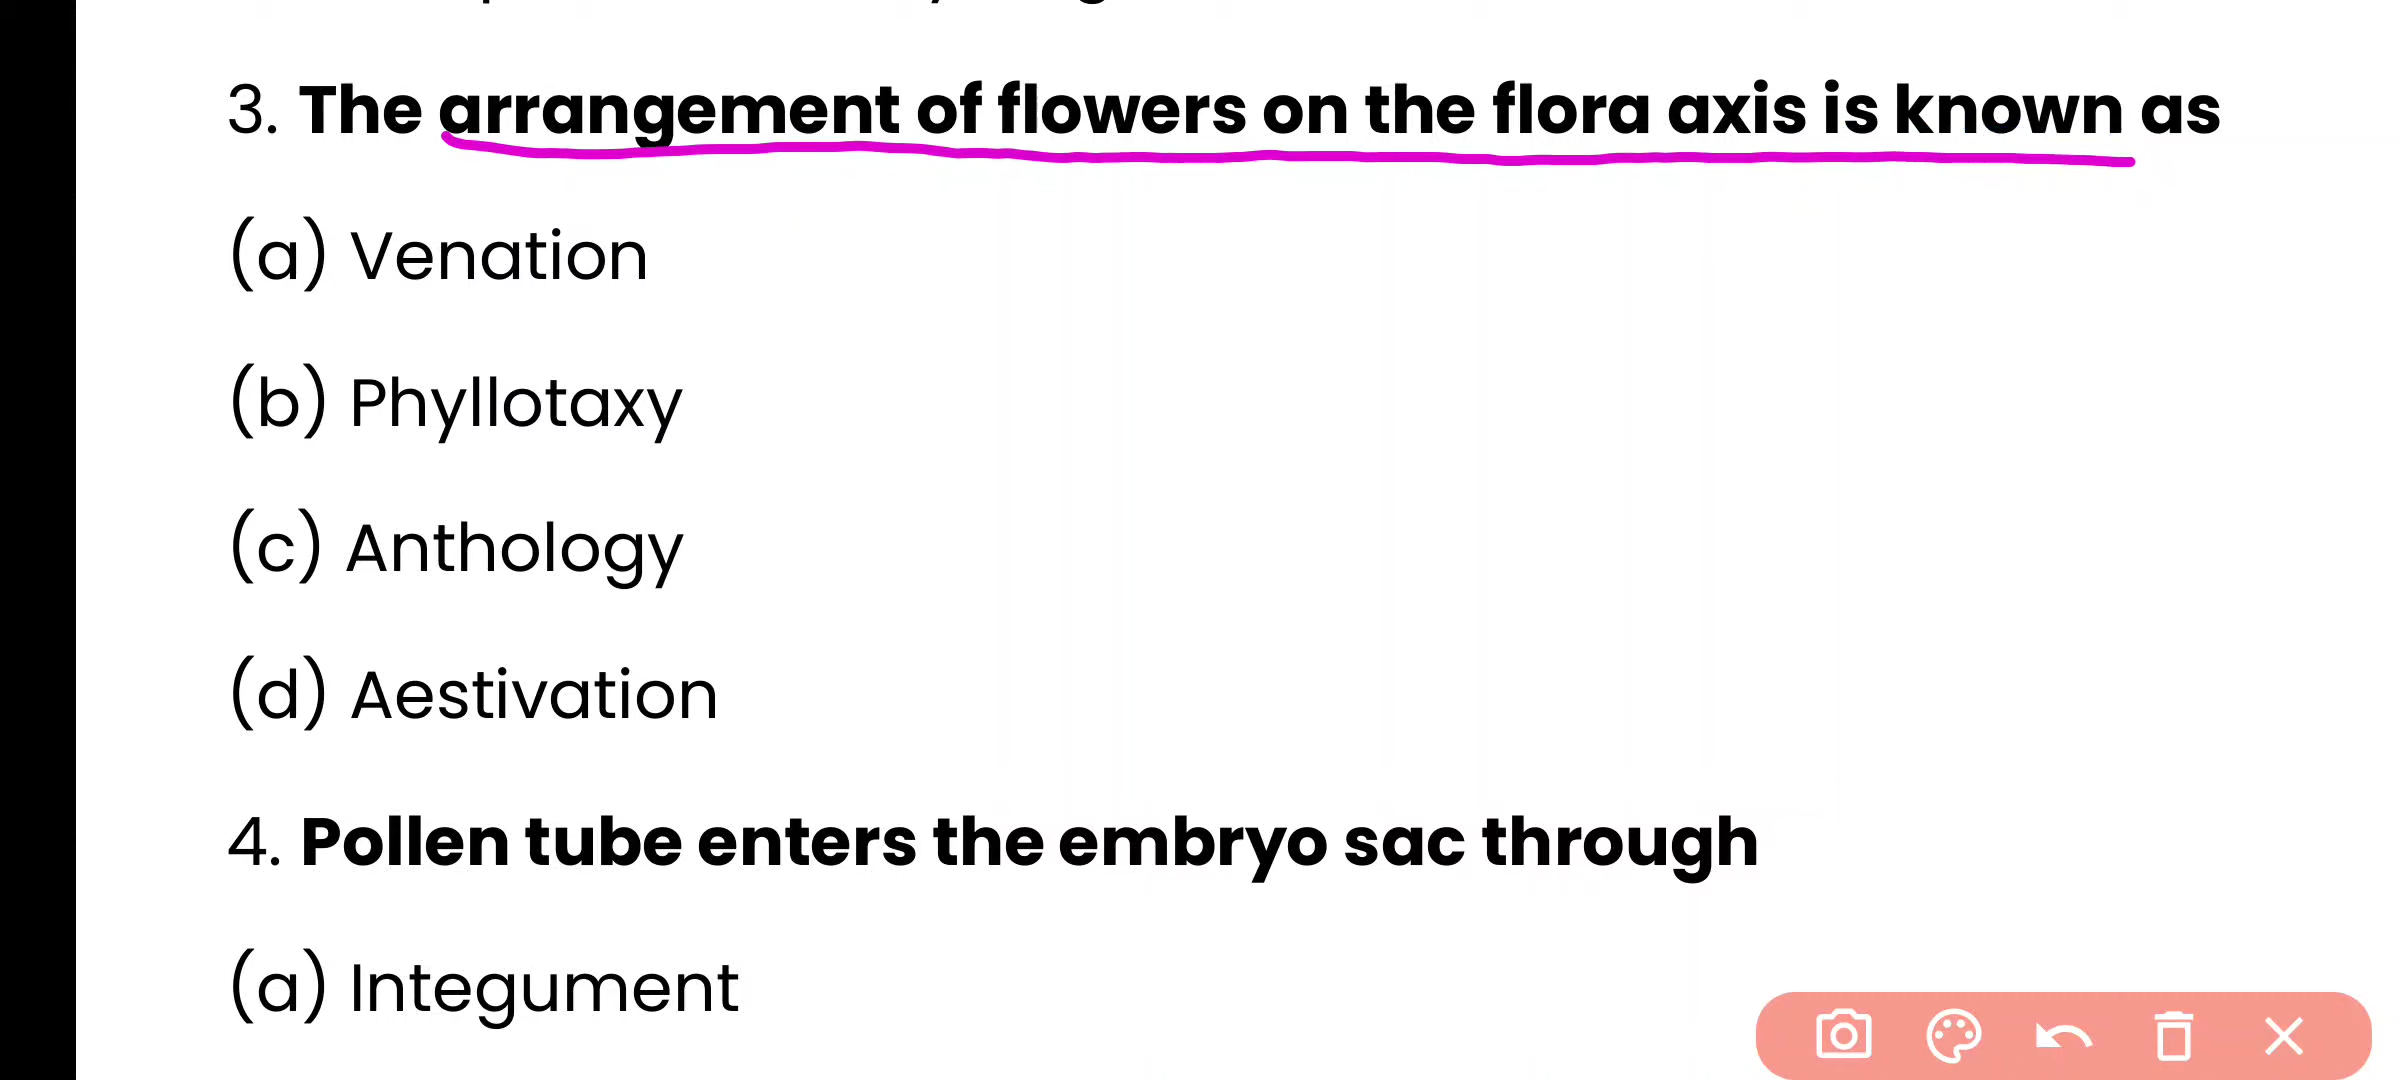 3. The arrangement of flowers on the flora axis is known as
(a) Venation
(b) Phyllotaxy
(c) Anthology
(d) Aestivation
4. Pollen tube enters the embryo sac through
(a) Integument